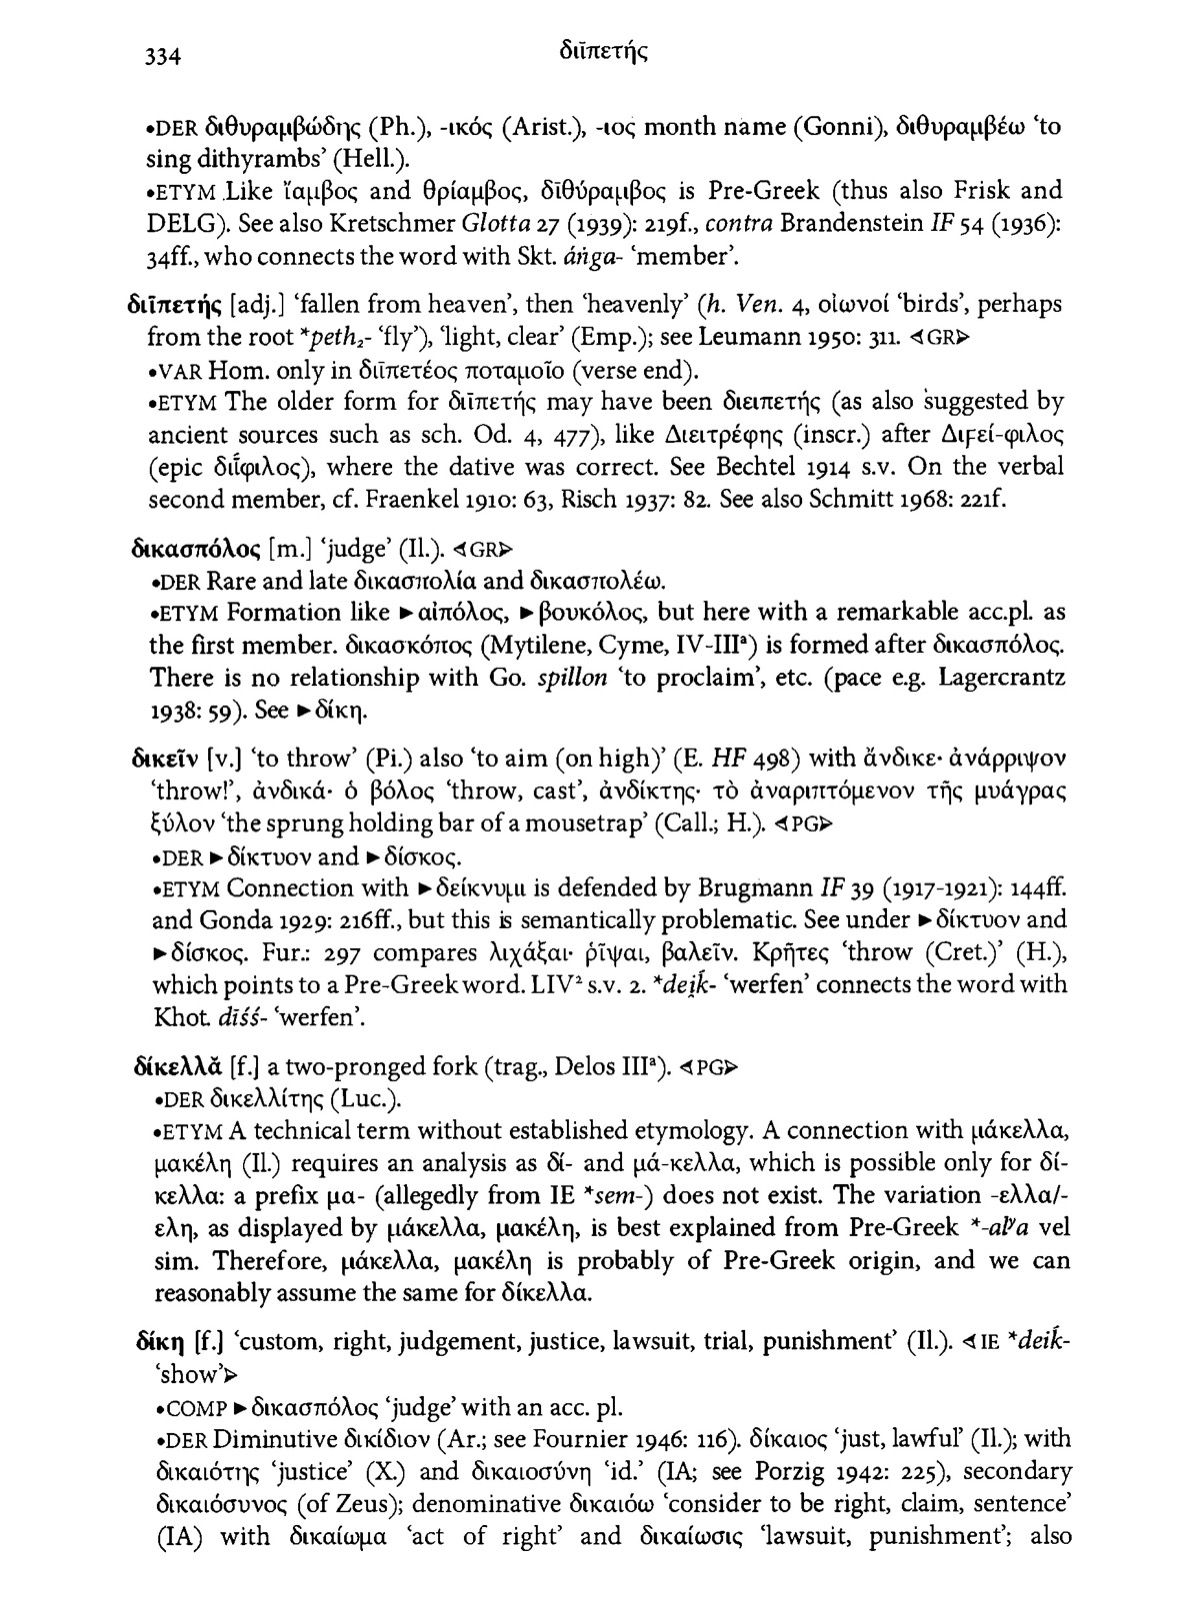 334
διϊπετής
•DER διθυραμβώδης (Ph.), -ικός (Arist.), -ιος month name (Gonni), διθυραμβέω ‘to
sing dithyrambs’ (Hell.).
•ETYM Like ἴαμβος and θρίαμβος, δῑθύραμβος is Pre-Greek (thus also Frisk and
DELG). See also Kretschmer Glotta 27 (1939): 219f., contra Brandenstein IF 54 (1936):
34ff., who connects the word with Skt. áṅga- ‘member’.
διῑπετής [adj.] ‘fallen from heaven’, then ‘heavenly’ (h. Ven. 4, οἰωνοί ‘birds’, perhaps
from the root *peth₂- ‘fly’), ‘light, clear’ (Emp.); see Leumann 1950: 311. ⊲GR⊳
•VAR Hom. only in διῑπετέος ποταμοῖο (verse end).
•ETYM The older form for διῑπετής may have been διειπετής (as also suggested by
ancient sources such as sch. Od. 4, 477), like Διειτρέφης (inscr.) after Διϝεί-φιλος
(epic διΐφιλος), where the dative was correct. See Bechtel 1914 s.v. On the verbal
second member, cf. Fraenkel 1910: 63, Risch 1937: 82. See also Schmitt 1968: 221f.
δικασπόλος [m.] ‘judge’ (Il.). ⊲GR⊳
•DER Rare and late δικασπολία and δικασπολέω.
•ETYM Formation like ►αἰπόλος, ►βουκόλος, but here with a remarkable acc.pl. as
the first member. δικασκόπος (Mytilene, Cyme, IV-IIIᵃ) is formed after δικασπόλος.
There is no relationship with Go. spillon ‘to proclaim’, etc. (pace e.g. Lagercrantz
1938: 59). See ►δίκη.
δικεῖν [v.] ‘to throw’ (Pi.) also ‘to aim (on high)’ (E. HF 498) with ἄνδικε· ἀνάρριψον
‘throw!’, ἀνδικά· ὁ βόλος ‘throw, cast’, ἀνδίκτης· τὸ ἀναριπτόμενον τῆς μυάγρας
ξύλον ‘the sprung holding bar of a mousetrap’ (Call.; H.). ⊲PG⊳
•DER ►δίκτυον and ►δίσκος.
•ETYM Connection with ►δείκνυμι is defended by Brugmann IF 39 (1917-1921): 144ff.
and Gonda 1929: 216ff., but this is semantically problematic. See under ►δίκτυον and
►δίσκος. Fur.: 297 compares λιχάξαι· ῥῖψαι, βαλεῖν. Κρῆτες ‘throw (Cret.)’ (H.),
which points to a Pre-Greek word. LIV² s.v. 2. *dei̯ḱ- ‘werfen’ connects the word with
Khot. dīśś- ‘werfen’.
δίκελλᾰ [f.] a two-pronged fork (trag., Delos IIIᵃ). ⊲PG⊳
•DER δικελλίτης (Luc.).
•ETYM A technical term without established etymology. A connection with μάκελλα,
μακέλη (Il.) requires an analysis as δί- and μά-κελλα, which is possible only for δί-
κελλα: a prefix μα- (allegedly from IE *sem-) does not exist. The variation -ελλα/-
ελη, as displayed by μάκελλα, μακέλη, is best explained from Pre-Greek *-alʸa vel
sim. Therefore, μάκελλα, μακέλη is probably of Pre-Greek origin, and we can
reasonably assume the same for δίκελλα.
δίκη [f.] ‘custom, right, judgement, justice, lawsuit, trial, punishment’ (Il.). ⊲IE *deiḱ-
‘show’⊳
•COMP ►δικασπόλος ‘judge’ with an acc. pl.
•DER Diminutive δικίδιον (Ar.; see Fournier 1946: 116). δίκαιος ‘just, lawful’ (Il.); with
δικαιότης ‘justice’ (X.) and δικαιοσύνη ‘id.’ (IA; see Porzig 1942: 225), secondary
δικαιόσυνος (of Zeus); denominative δικαιόω ‘consider to be right, claim, sentence’
(IA) with δικαίωμα ‘act of right’ and δικαίωσις ‘lawsuit, punishment’; also